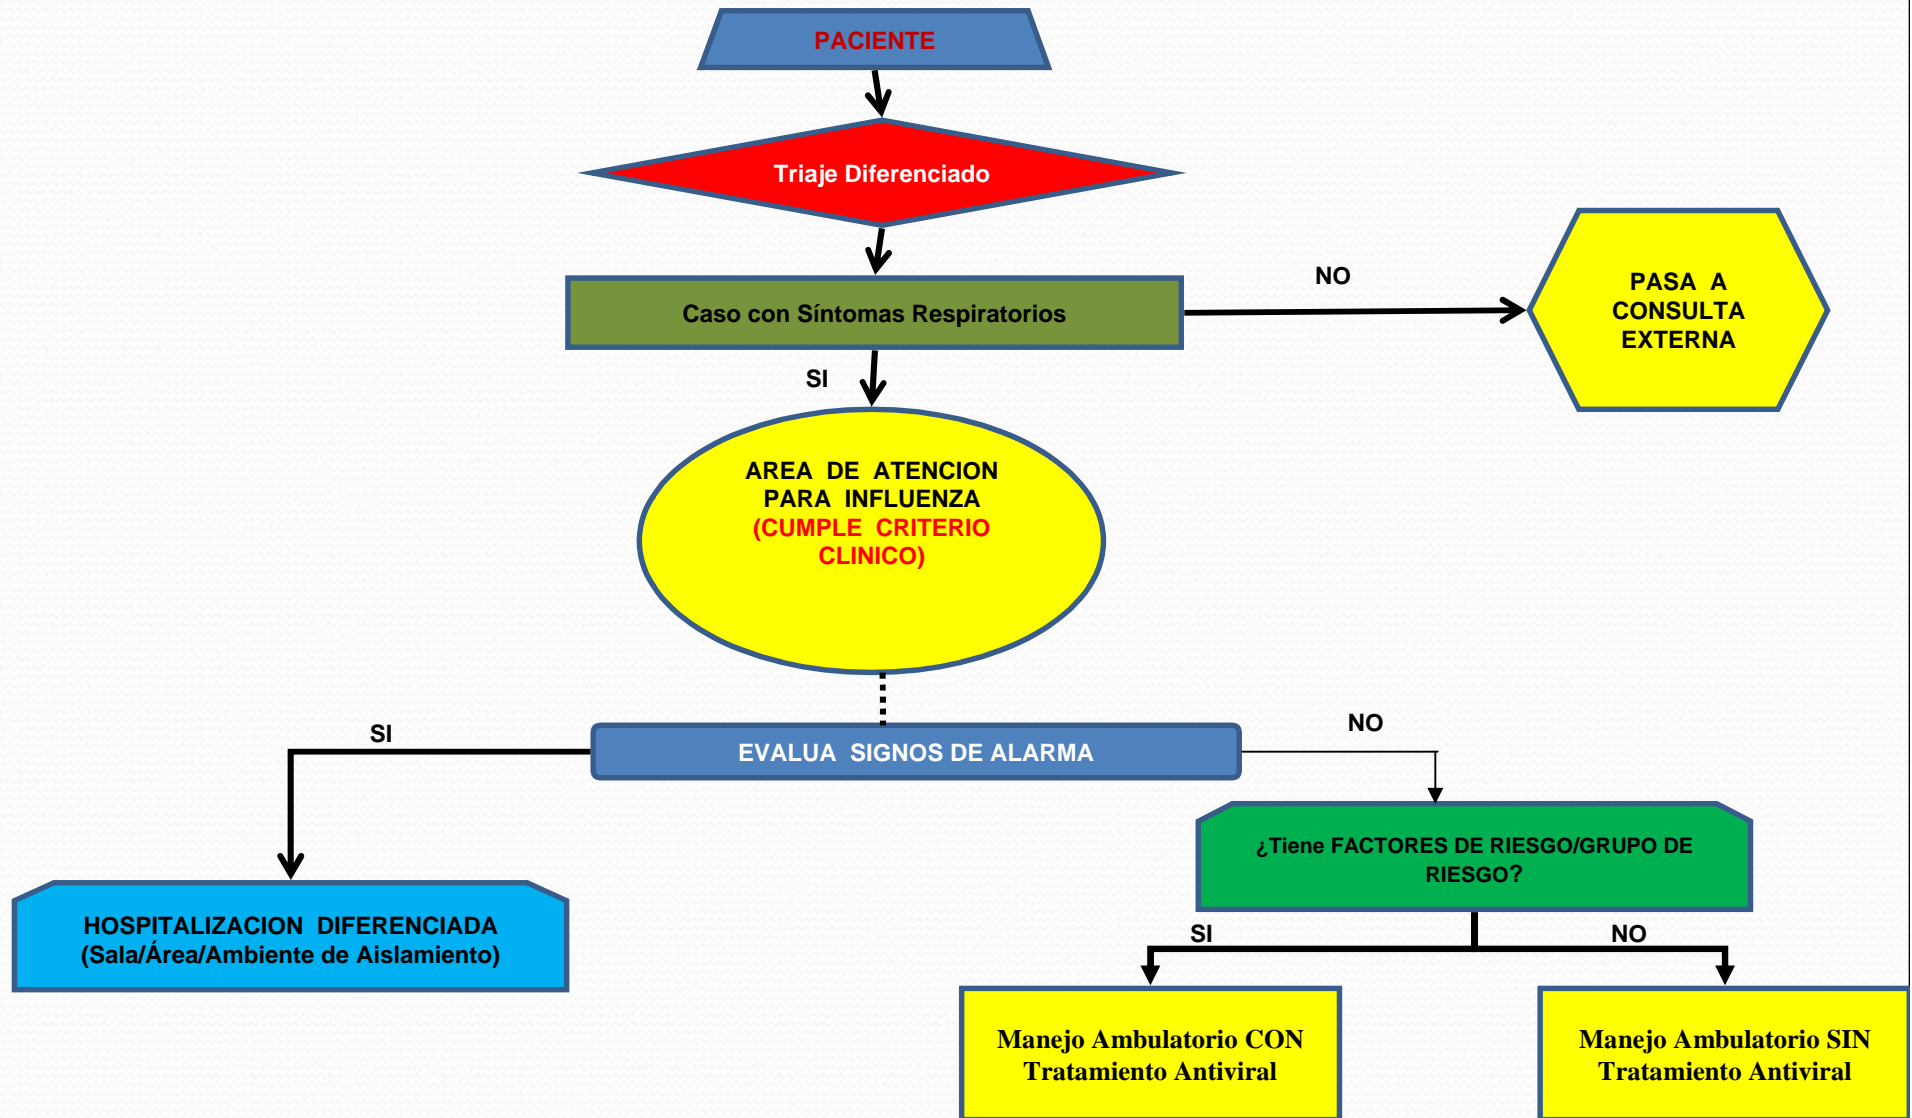 PACIENTE
Triaje Diferenciado
Caso con Síntomas Respiratorios
NO
PASA A
CONSULTA
EXTERNA
SI
AREA DE ATENCION
PARA INFLUENZA
(CUMPLE CRITERIO
CLINICO)
SI
EVALUA SIGNOS DE ALARMA
NO
HOSPITALIZACION DIFERENCIADA
(Sala/Área/Ambiente de Aislamiento)
¿Tiene FACTORES DE RIESGO/GRUPO DE
RIESGO?
SI
NO
Manejo Ambulatorio CON
Tratamiento Antiviral
Manejo Ambulatorio SIN
Tratamiento Antiviral